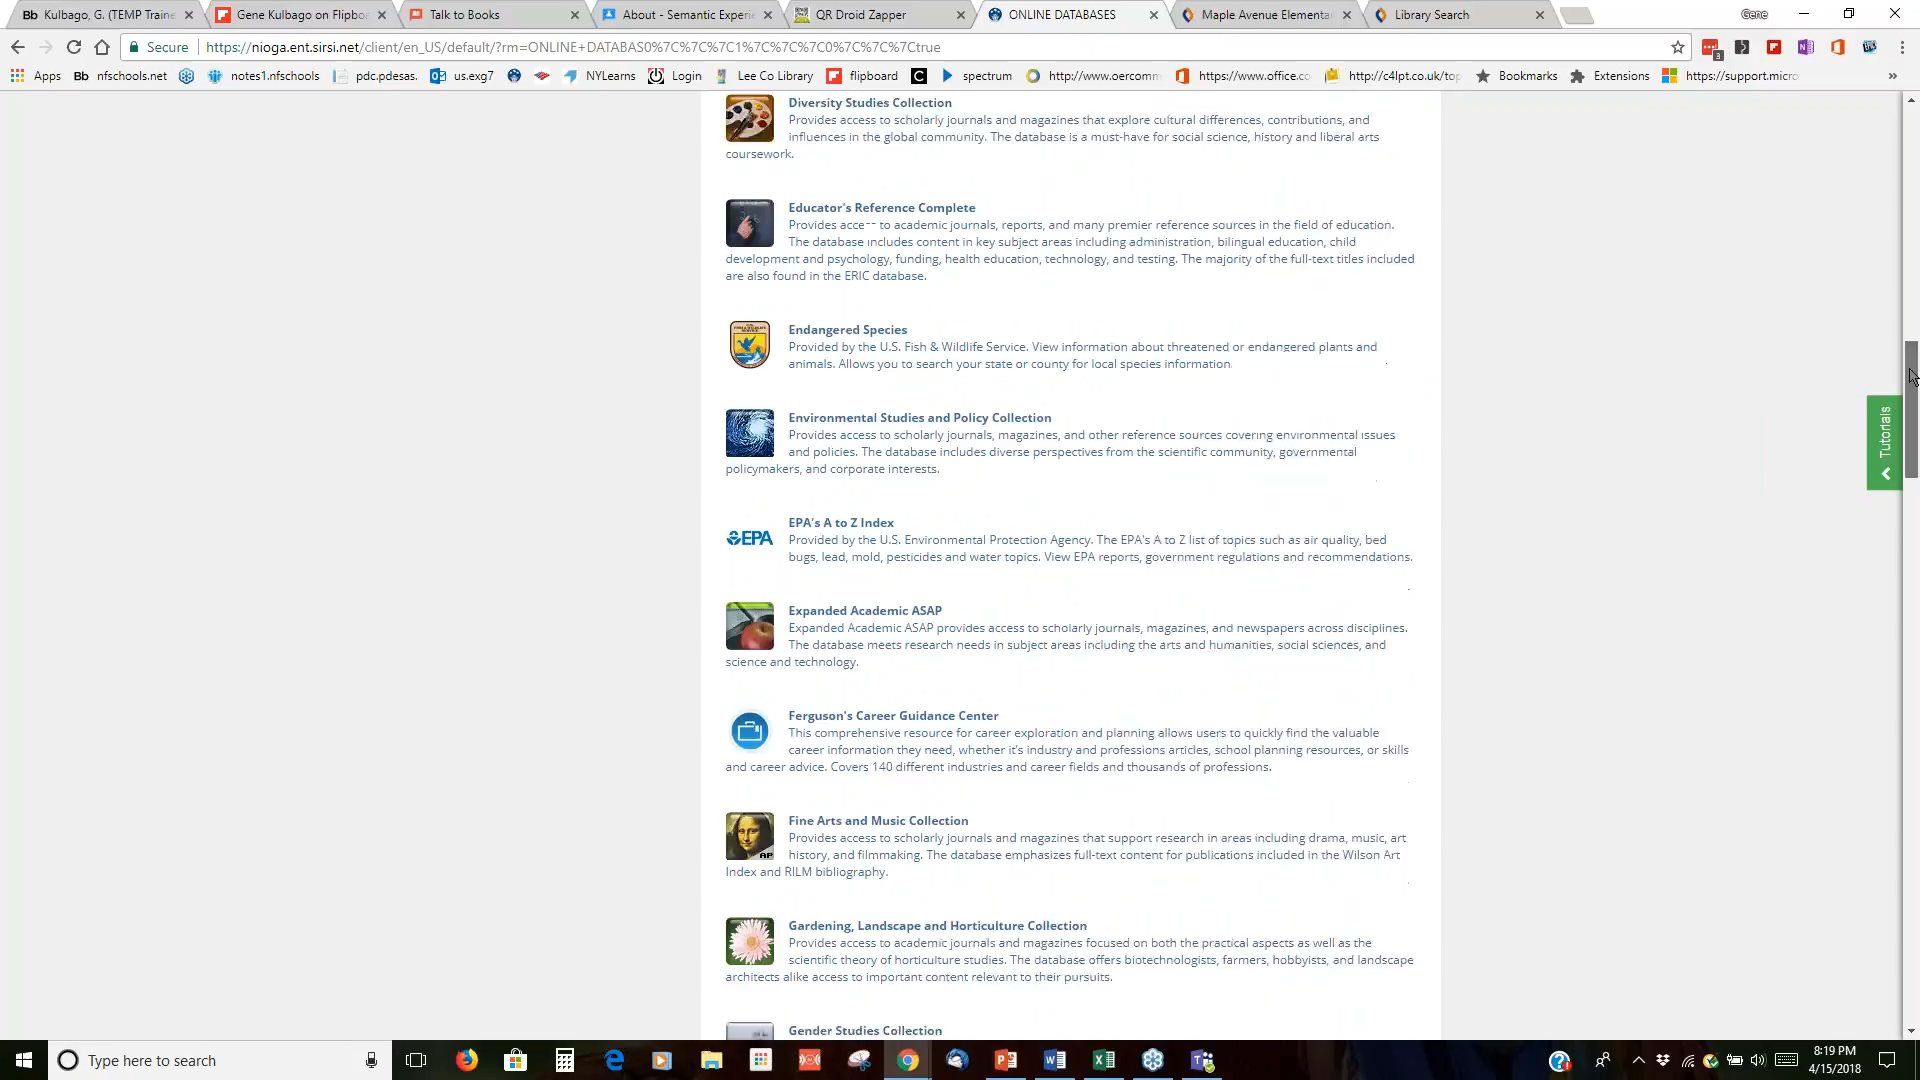 Bb Kulbago, G. (TEMP Traine
Gene Kulbago on Flipbo
Talk to Books
About - Semantic Experie
QR Droid Zapper
ONLINE DATABASES
Maple Avenue Elementa
Library Search
Gene
Secure https://nioga.ent.sirsi.net/client/en_US/default/?rm=ONLINE+DATABAS0%7C%7C%7C1%7C%7C%7C0%7C%7C%7Ctrue
3
Apps Bb nfschools.net notes1.nfschools pdc.pdesas. us.exg7 NYLearns Login Lee Co Library flipboard C spectrum http://www.oercomm https://www.office.co http://c4lpt.co.uk/top Bookmarks Extensions https://support.micro »
Diversity Studies Collection
Provides access to scholarly journals and magazines that explore cultural differences, contributions, and
influences in the global community. The database is a must-have for social science, history and liberal arts
coursework.
Educator's Reference Complete
Provides acce to academic journals, reports, and many premier reference sources in the field of education.
The database includes content in key subject areas including administration, bilingual education, child
development and psychology, funding, health education, technology, and testing. The majority of the full-text titles included
are also found in the ERIC database.
Endangered Species
Provided by the U.S. Fish & Wildlife Service. View information about threatened or endangered plants and
animals. Allows you to search your state or county for local species information
Environmental Studies and Policy Collection
Provides access to scholarly journals, magazines, and other reference sources covering environmental issues
and policies. The database includes diverse perspectives from the scientific community, governmental
policymakers, and corporate interests.
Tutorials
EPA's A to Z Index
EPA
Provided by the U.S. Environmental Protection Agency. The EPA's A to Z list of topics such as air quality, bed
bugs, lead, mold, pesticides and water topics. View EPA reports, government regulations and recommendations.
Expanded Academic ASAP
Expanded Academic ASAP provides access to scholarly journals, magazines, and newspapers across disciplines.
The database meets research needs in subject areas including the arts and humanities, social sciences, and
science and technology.
Ferguson's Career Guidance Center
This comprehensive resource for career exploration and planning allows users to quickly find the valuable
career information they need, whether it's industry and professions articles, school planning resources, or skills
and career advice. Covers 140 different industries and career fields and thousands of professions.
Fine Arts and Music Collection
Provides access to scholarly journals and magazines that support research in areas including drama, music, art
history, and filmmaking. The database emphasizes full-text content for publications included in the Wilson Art
Index and RILM bibliography.
AP
Gardening, Landscape and Horticulture Collection
Provides access to academic journals and magazines focused on both the practical aspects as well as the
scientific theory of horticulture studies. The database offers biotechnologists, farmers, hobbyists, and landscape
architects alike access to important content relevant to their pursuits.
Gender Studies Collection
Type here to search
8:19 PM
4/15/2018